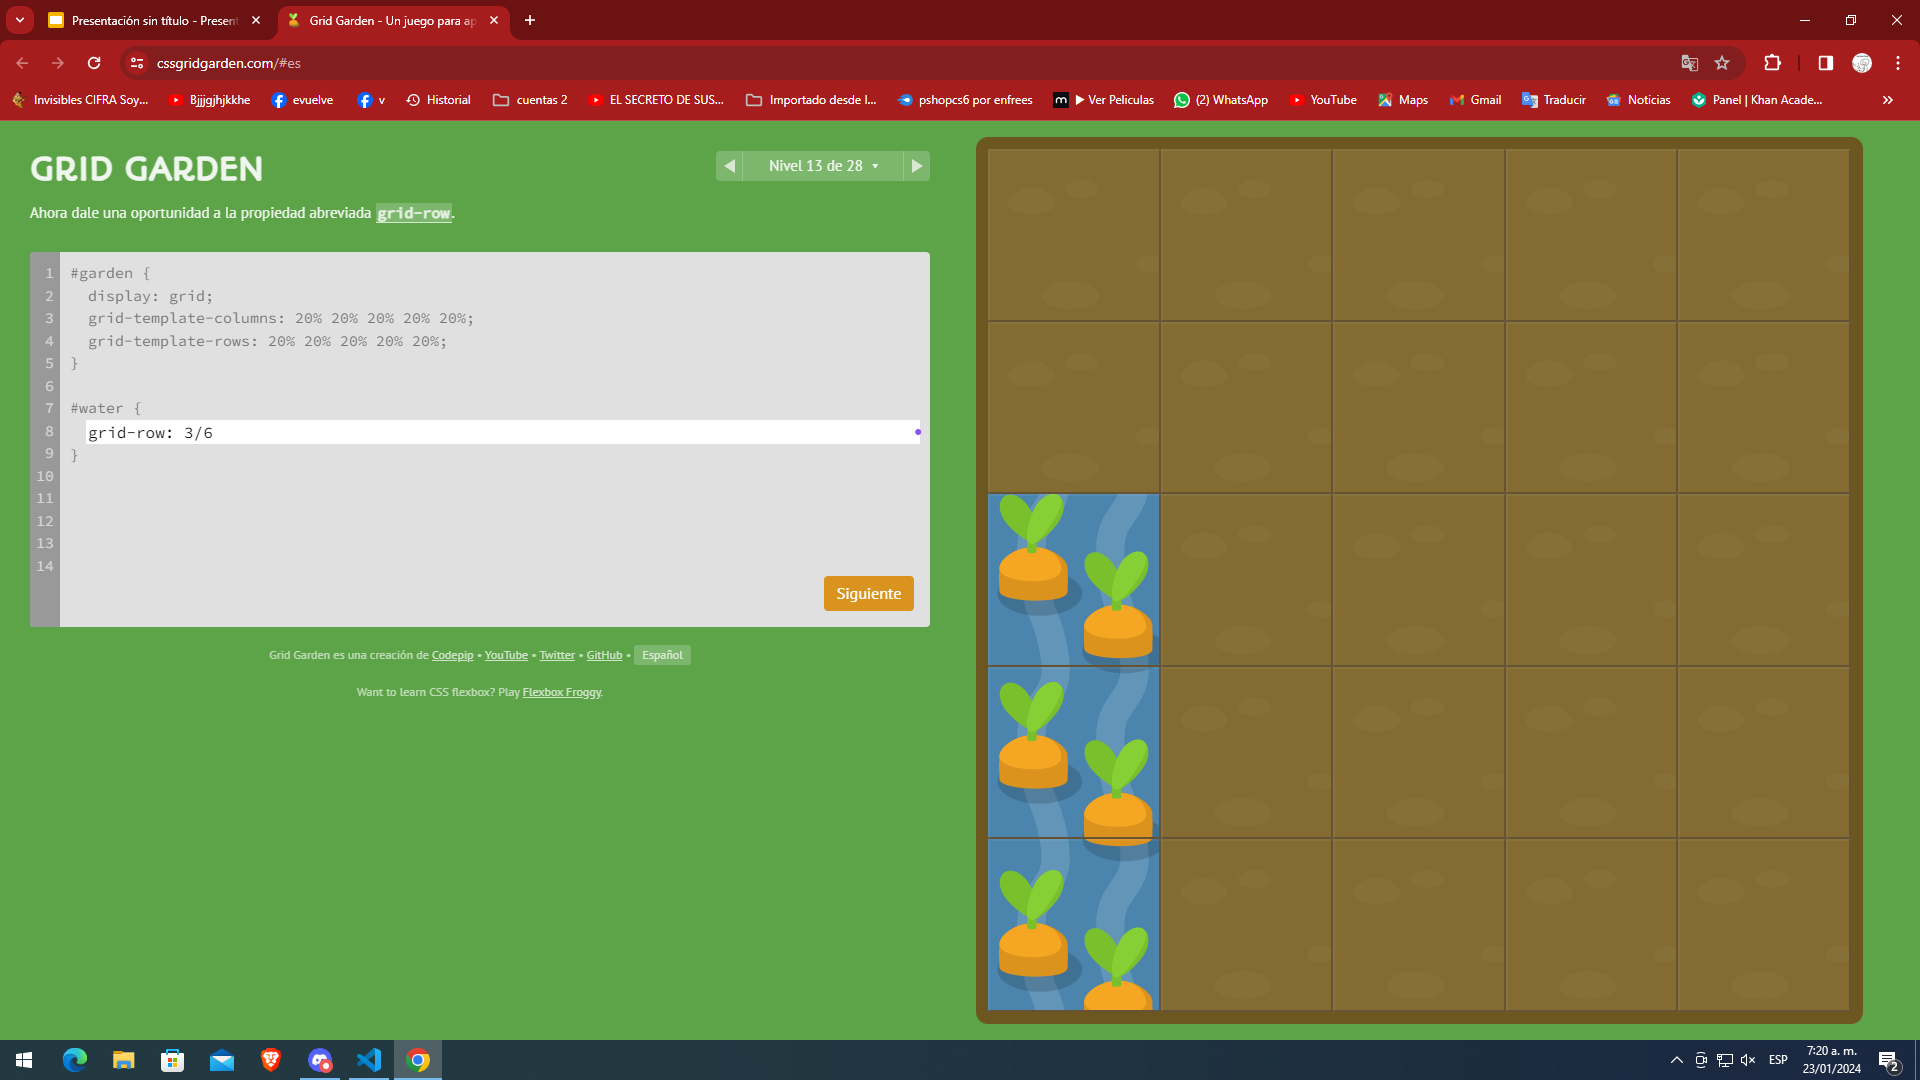 Presentación sin título - Present
Grid Garden - Un juego para ap
cssgridgarden.com/#es
Invisibles CIFRA Soy...
Bjjjgjhjkkhe
evuelve
v
Historial
cuentas 2
EL SECRETO DE SUS...
Importado desde l...
pshopcs6 por enfrees
m
▶ Ver Peliculas
(2) WhatsApp
YouTube
Maps
Gmail
Traducir
Noticias
Panel | Khan Acade...
GRID GARDEN
Nivel 13 de 28
Ahora dale una oportunidad a la propiedad abreviada grid-row.
1 #garden {
2 display: grid;
3 grid-template-columns: 20% 20% 20% 20% 20%;
4 grid-template-rows: 20% 20% 20% 20% 20%;
5 }
6
7 #water {
8 grid-row: 3/6
9 }
10
11
12
13
14
Siguiente
Grid Garden es una creación de Codepip • YouTube • Twitter • GitHub • Español
Want to learn CSS flexbox? Play Flexbox Froggy.
ESP
7:20 a. m.
23/01/2024
2